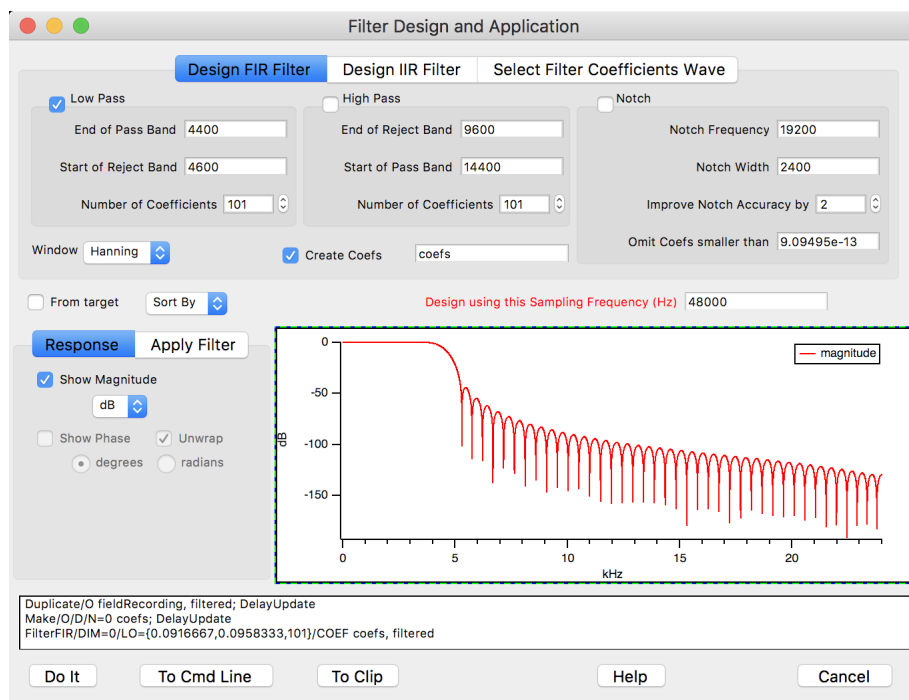 Filter Design and Application
Design FIR Filter Design IIR Filter Select Filter Coefficients Wave
Low Pass High Pass Notch
End of Pass Band 4400 End of Reject Band 9600 Notch Frequency 19200
Start of Reject Band 4600 Start of Pass Band 14400 Notch Width 2400
Number of Coefficients 101 Number of Coefficients 101 Improve Notch Accuracy by 2
Window Hanning Create Coefs coefs Omit Coefs smaller than 9.09495e-13
From target Sort By Design using this Sampling Frequency (Hz) 48000
Response Apply Filter
Show Magnitude
dB
Show Phase Unwrap
degrees radians
magnitude
0
-50
-100
-150
dB
0 5 10 15 20
kHz
Duplicate/O fieldRecording, filtered; DelayUpdate
Make/O/D/N=0 coefs; DelayUpdate
FilterFIR/DIM=0/LO={0.0916667,0.0958333,101}/COEF coefs, filtered
Do It To Cmd Line To Clip Help Cancel